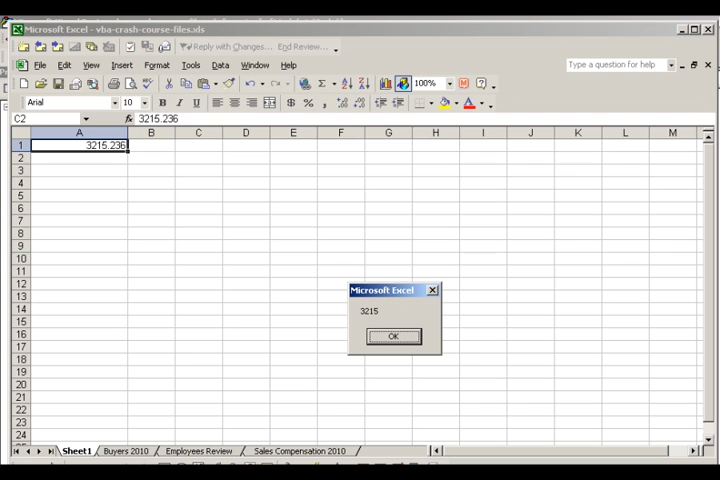 Microsoft Excel - vba-crash-course-files.xls
Reply with Changes... End Review...
File Edit View Insert Format Tools Data Window Help Type a question for help
100%
Arial 10 B I U $ % ,
C2 fx 3215.236
A B C D E F G H I J K L M
1 3215.236
2
3
4
5
6
7
8
9
10
11
12
13
14
15
16
17
18
19
20
21
22
23
24
Microsoft Excel
3215
OK
Sheet1 Buyers 2010 Employees Review Sales Compensation 2010